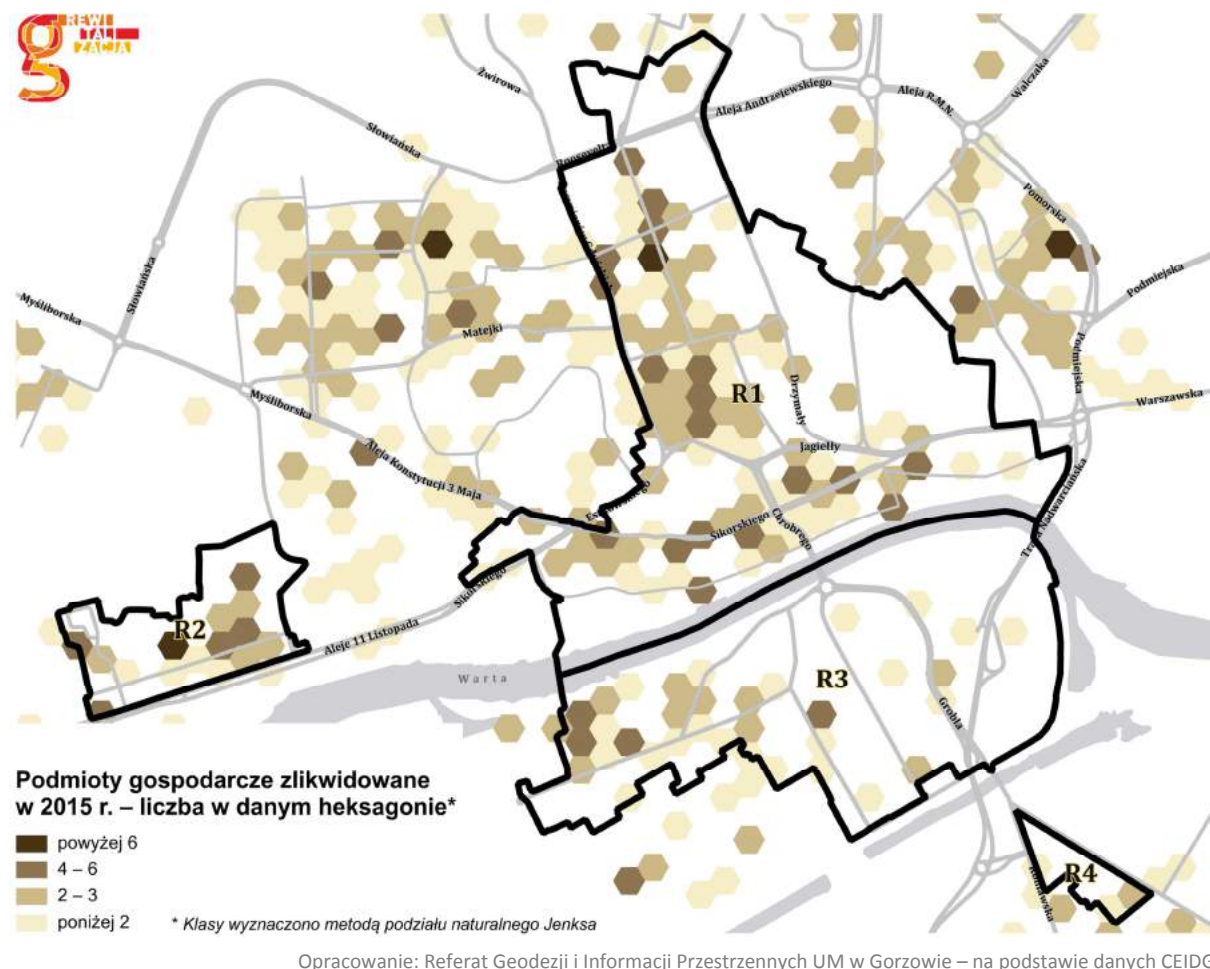 REWI
TALI
ZACJA
Żwirowa
Słowiańska
Roosevelta
Aleja Andrzejewskiego
Aleja R.M.N.
Walczaka
Pomorska
Słowiańska
Myśliborska
Podmiejska
Matejki
Podmiejska
Drzymały
R1
Myśliborska
Warszawska
Jagiełły
Aleja Konstytucji 3 Maja
Sikorskiego
Chrobrego
Trasa Nadwarciańska
Sikorskiego
R2
Aleje 11 Listopada
Warta
R3
Grobla
R4
Podmioty gospodarcze zlikwidowane
w 2015 r. – liczba w danym heksagonie*
powyżej 6
4 – 6
2 – 3
poniżej 2
* Klasy wyznaczono metodą podziału naturalnego Jenksa
Opracowanie: Referat Geodezji i Informacji Przestrzennych UM w Gorzowie – na podstawie danych CEIDG